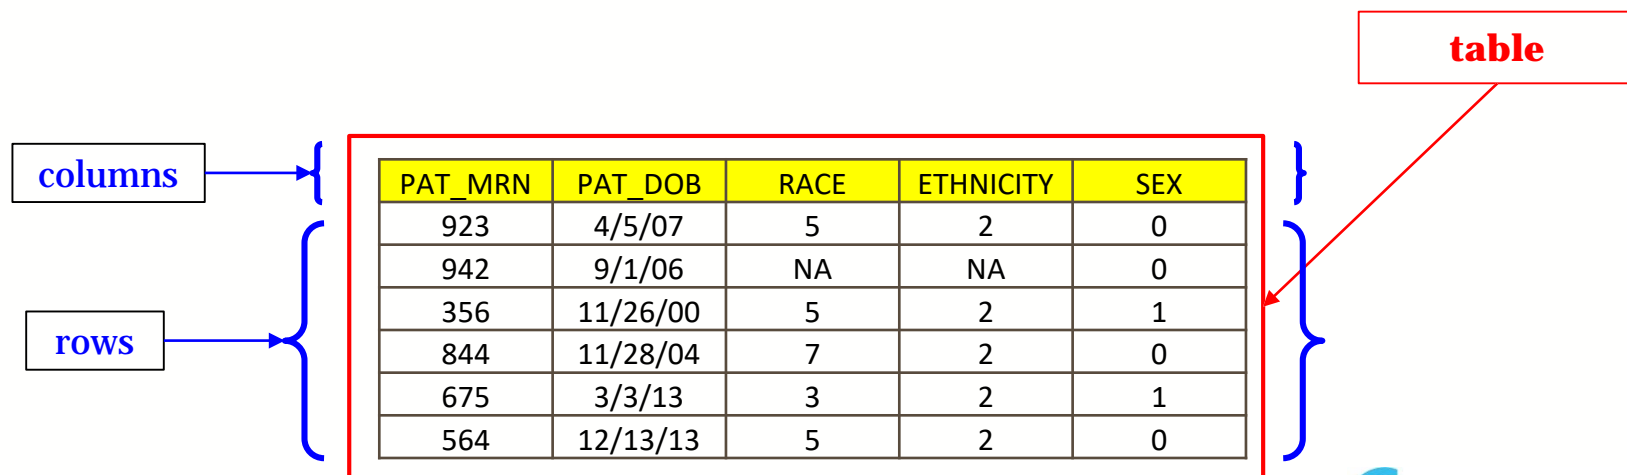 table
columns
PAT_MRN PAT_DOB RACE ETHNICITY SEX
923 4/5/07 5 2 0
942 9/1/06 NA NA 0
356 11/26/00 5 2 1
rows
844 11/28/04 7 2 0
675 3/3/13 3 2 1
564 12/13/13 5 2 0